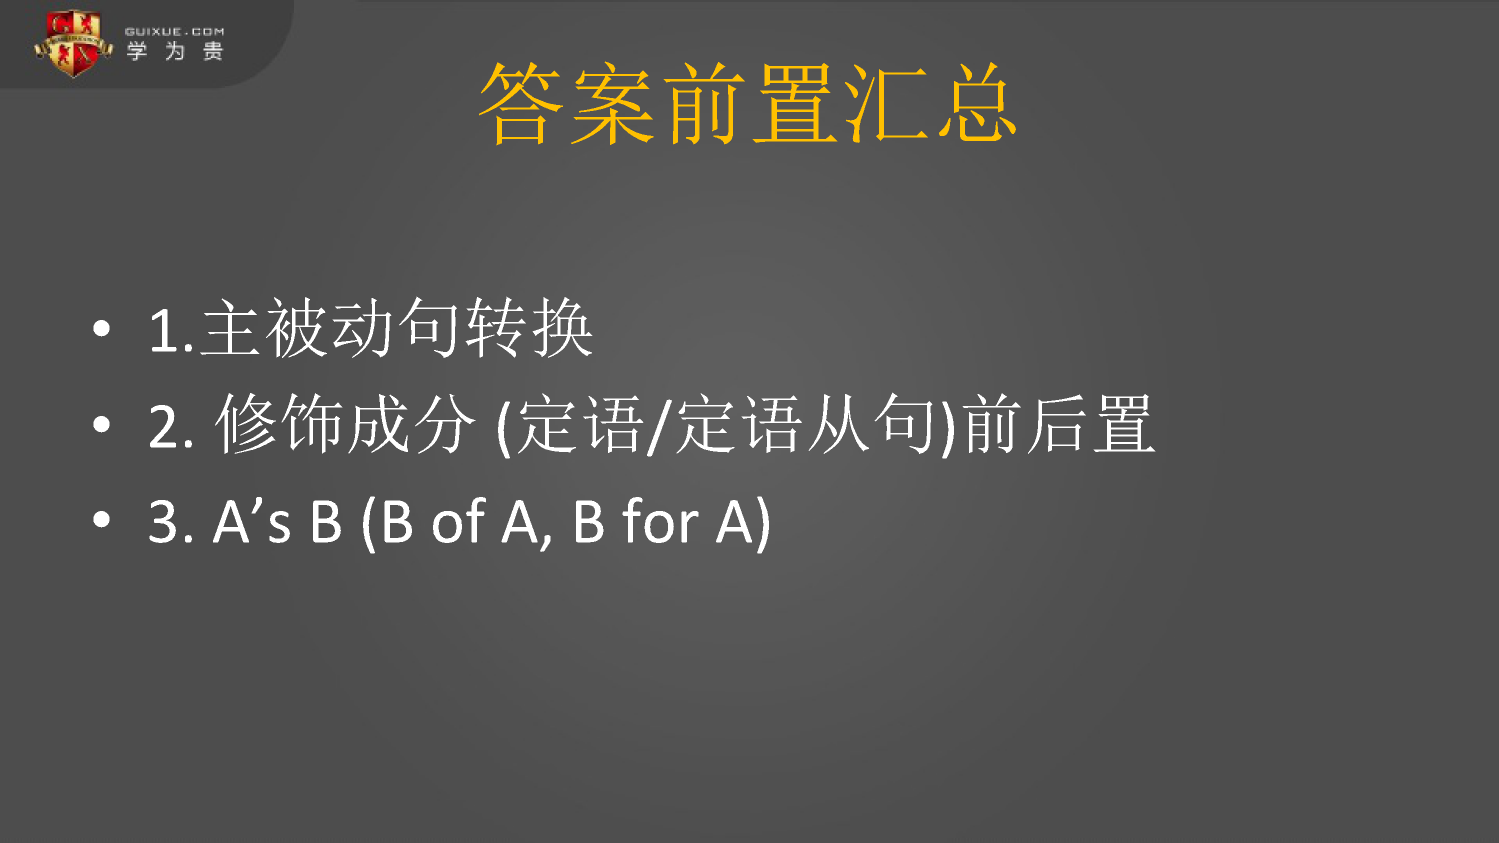 GUIXUE.COM
学为贵
答案前置汇总
• 1.主被动句转换
• 2. 修饰成分 (定语/定语从句)前后置
• 3. A’s B (B of A, B for A)